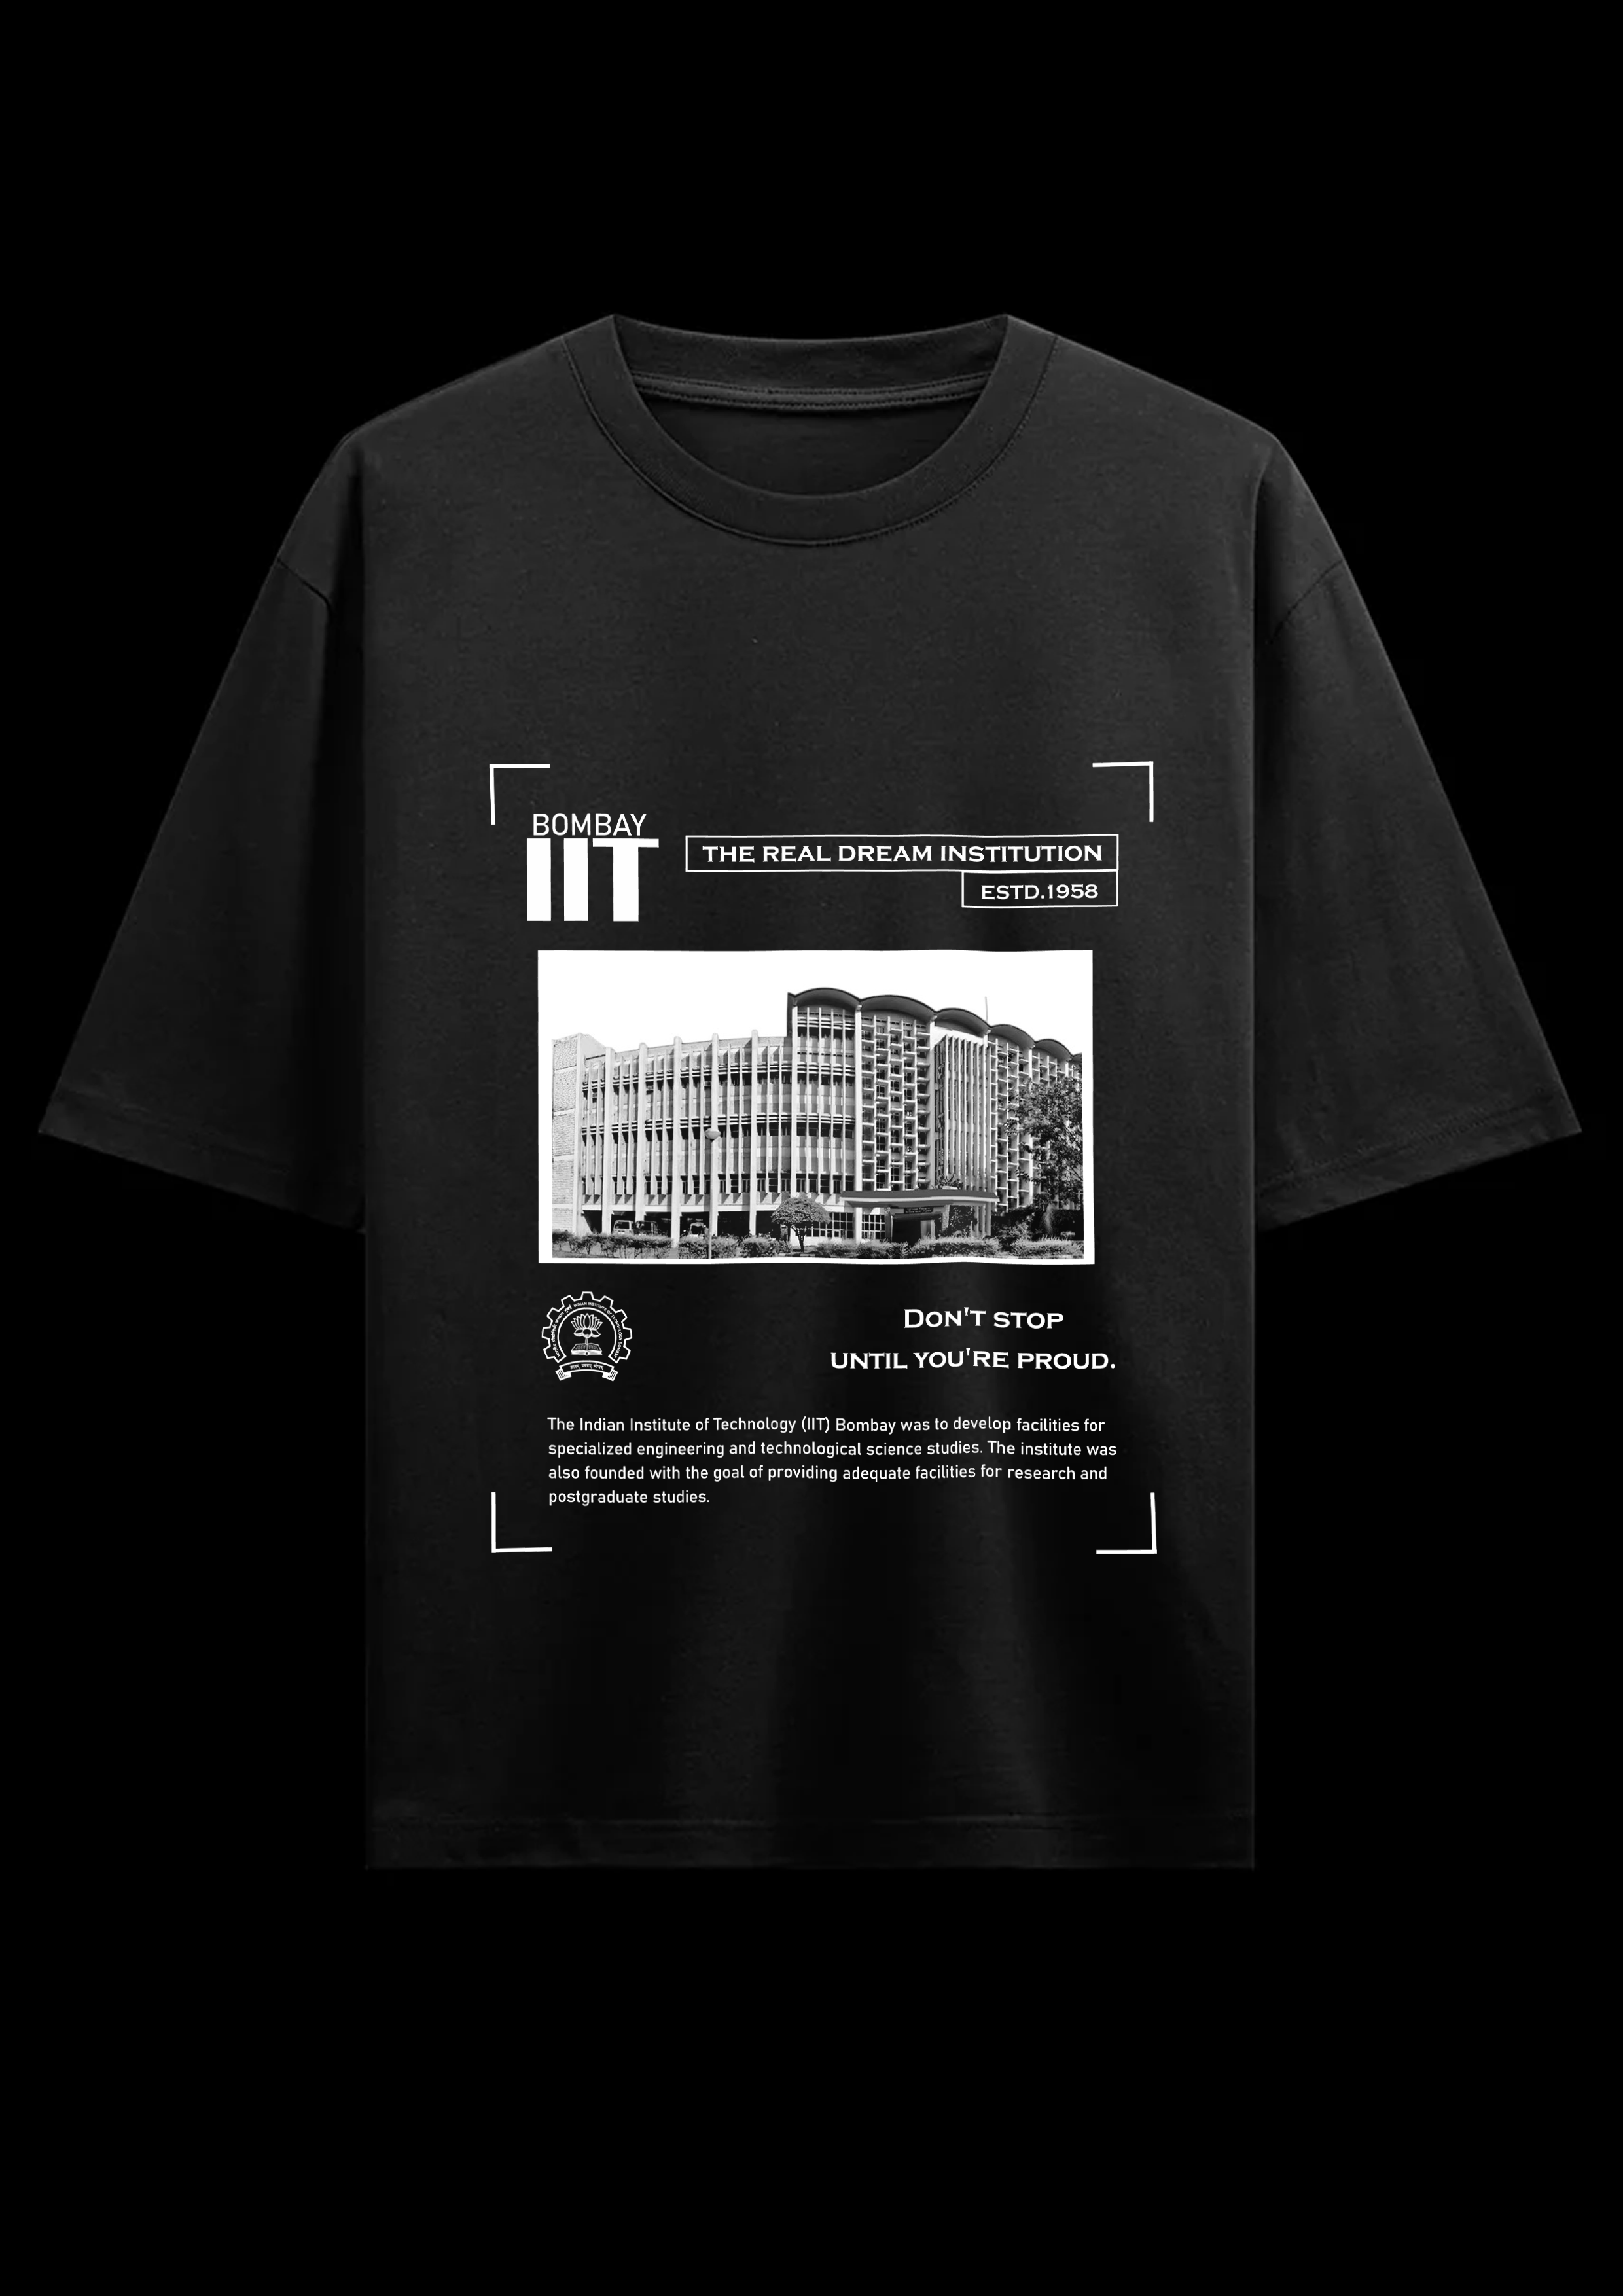 BOMBAY
IIT
THE REAL DREAM INSTITUTION
ESTD.1958
DON'T STOP
UNTIL YOU'RE PROUD.
The Indian Institute of Technology (IIT) Bombay was to develop facilities for
specialized engineering and technological science studies. The institute was
also founded with the goal of providing adequate facilities for research and
postgraduate studies.